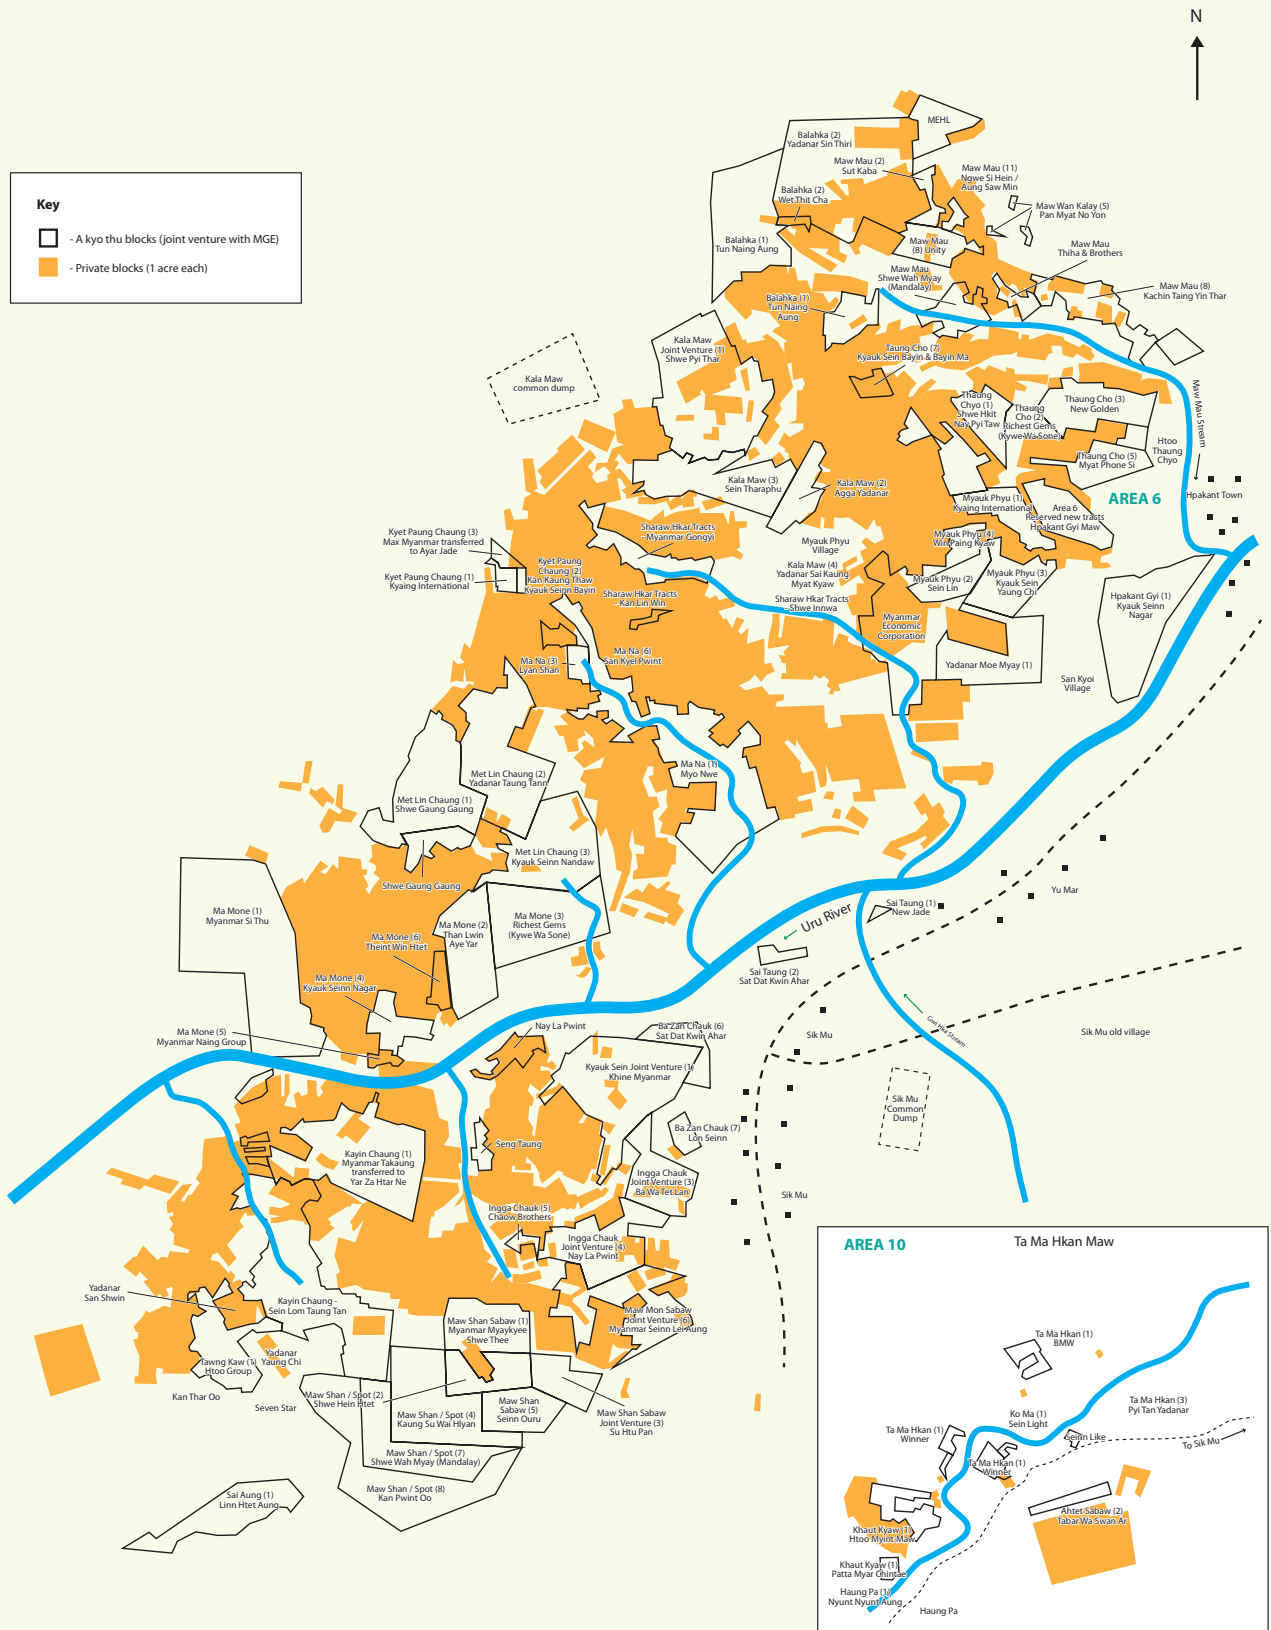 N
MEHL
Balahka (2)
Yadanar Sin Thiri
Maw Mau (2)
Sut Kaba
Maw Mau (11)
Ngwe Si Hein /
Aung Saw Min
Balahka (2)
Wet Thit Cha
Maw Wan Kalay (5)
Pan Myat No Yon
Key
- A kyo thu blocks (joint venture with MGE)
- Private blocks (1 acre each)
Balahka (1)
Tun Naing Aung
Maw Mau
(8) Unity
Maw Mau
Thiha & Brothers
Maw Mau
Shwe Wah Myay
(Mandalay)
Maw Mau (8)
Kachin Taing Yin Thar
Balahka (1)
Tun Naing
Aung
Kala Maw
Joint Venture (1)
Shwe Pyi Thar
Taung Cho (7)
Kyauk Sein Bayin & Bayin Ma
Kala Maw
common dump
Thaung
Chyo (1)
Shwe Hkit
Nay Pyi Taw
Thaung
Cho (2)
Richest Gems
(Kywe Wa Sone)
Thaung Cho (3)
New Golden
Maw Mau Stream
Htoo
Thaung
Chyo
Thaung Cho (5)
Myat Phone Si
Kala Maw (3)
Sein Tharaphu
Kala Maw (2)
Agga Yadanar
AREA 6
Hpakant Town
Myauk Phyu (1)
Kyaing International
Area 6
Reserved new tracts
Hpakant Gyi Maw
Sharaw Hkar Tracts
- Myanmar Gongyi
Kyet Paung Chaung (3)
Max Myanmar transferred
to Ayar Jade
Myauk Phyu
Village
Myauk Phyu (4)
Win Paing Kyaw
Kyet Paung
Chaung (2)
Kan Kaung Thaw
Kyauk Seinn Bayin
Kala Maw (4)
Yadanar Sai Kaung
Myat Kyaw
Kyet Paung Chaung (1)
Kyaing International
Myauk Phyu (2)
Sein Lin
Myauk Phyu (3)
Kyauk Sein
Yaung Chi
Sharaw Hkar Tracts
- Kan Lin Win
Sharaw Hkar Tracts
- Shwe Innwa
Hpakant Gyi (1)
Kyauk Seinn
Nagar
Myanmar
Economic
Corporation
Ma Na (6)
San Kyel Pwint
Ma Na (3)
Lyan Shan
Yadanar Moe Myay (1)
San Kyoi
Village
Ma Na (1)
Myo Nwe
Met Lin Chaung (2)
Yadanar Taung Tann
Met Lin Chaung (1)
Shwe Gaung Gaung
Met Lin Chaung (3)
Kyauk Seinn Nandaw
Shwe Gaung Gaung
Yu Mar
Sai Taung (1)
New Jade
Uru River
Ma Mone (1)
Myanmar Si Thu
Ma Mone (2)
Than Lwin
Aye Yar
Ma Mone (3)
Richest Gems
(Kywe Wa Sone)
Ma Mone (6)
Theint Win Htet
Sai Taung (2)
Sat Dat Kwin Ahar
Ma Mone (4)
Kyauk Seinn Nagar
Gwi Hka Stream
Nay La Pwint
Ba Zan Chauk (6)
Sat Dat Kwin Ahar
Sik Mu
Sik Mu old village
Ma Mone (5)
Myanmar Naing Group
Kyauk Sein Joint Venture (1)
Khine Myanmar
Sik Mu
Common
Dump
Ba Zan Chauk (7)
Lon Seinn
Seng Taung
Kayin Chaung (1)
Myanmar Takaung
transferred to
Yar Za Htar Ne
Ingga Chauk
Joint Venture (3)
Ba Wa Tet Lan
Sik Mu
Ingga Chauk (5)
Chaow Brothers
Ingga Chauk
Joint Venture (4)
Nay La Pwint
Yadanar
San Shwin
Kayin Chaung -
Sein Lom Taung Tan
Maw Shan Sabaw (1)
Myanmar Myaykyee
Shwe Thee
Maw Mon Sabaw
Joint Venture (6)
Myanmar Seinn Lei Aung
Yadanar
Yaung Chi
Tawng Kaw (1)
Htoo Group
Kan Thar Oo
Seven Star
Maw Shan / Spot (2)
Shwe Hein Htet
Maw Shan / Spot (4)
Kaung Su Wai Hlyan
Maw Shan
Sabaw (5)
Seinn Ouru
Maw Shan Sabaw
Joint Venture (3)
Su Htu Pan
Maw Shan / Spot (7)
Shwe Wah Myay (Mandalay)
Maw Shan / Spot (8)
Kan Pwint Oo
Sai Aung (1)
Linn Htet Aung
AREA 10
Ta Ma Hkan Maw
Ta Ma Hkan (1)
BMW
Ta Ma Hkan (3)
Pyi Tan Yadanar
Ko Ma (1)
Sein Light
Ta Ma Hkan (1)
Winner
Seinn Like
To Sik Mu
Ta Ma Hkan (1)
Winner
Ahtet Sabaw (2)
Tabar Wa Swan Ar
Khaut Kyaw (1)
Htoo Myint Maw
Khaut Kyaw (1)
Patta Myar Chintae
Haung Pa (1)
Nyunt Nyunt Aung
Haung Pa